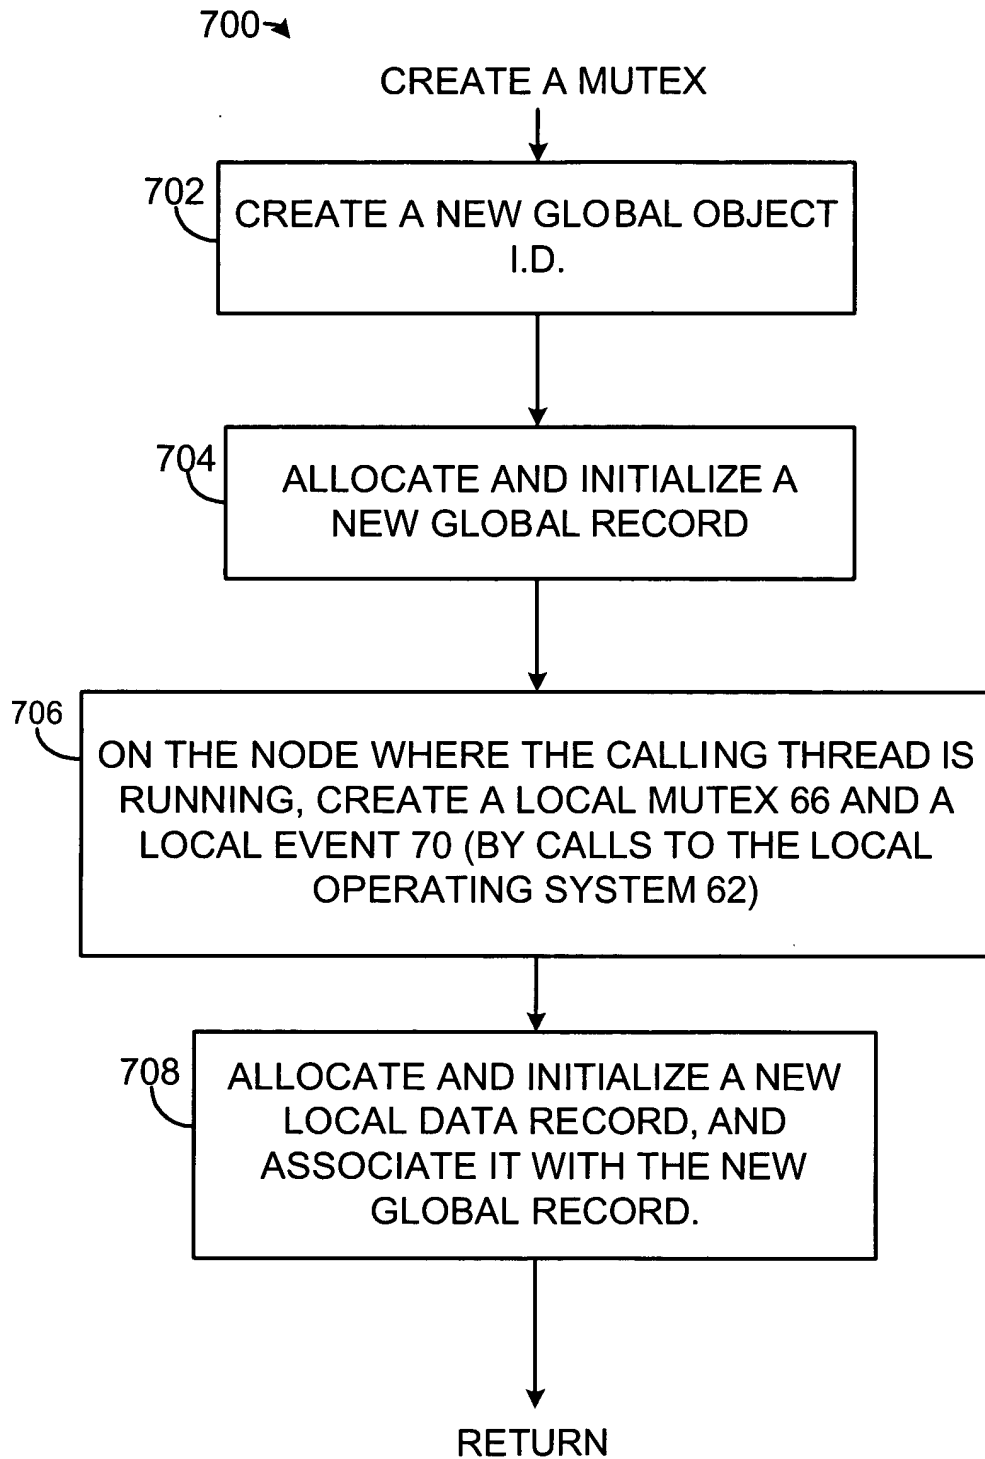 700
CREATE A MUTEX
702
CREATE A NEW GLOBAL OBJECT
I.D.
704
ALLOCATE AND INITIALIZE A
NEW GLOBAL RECORD
706
ON THE NODE WHERE THE CALLING THREAD IS
RUNNING, CREATE A LOCAL MUTEX 66 AND A
LOCAL EVENT 70 (BY CALLS TO THE LOCAL
OPERATING SYSTEM 62)
708
ALLOCATE AND INITIALIZE A NEW
LOCAL DATA RECORD, AND
ASSOCIATE IT WITH THE NEW
GLOBAL RECORD.
RETURN